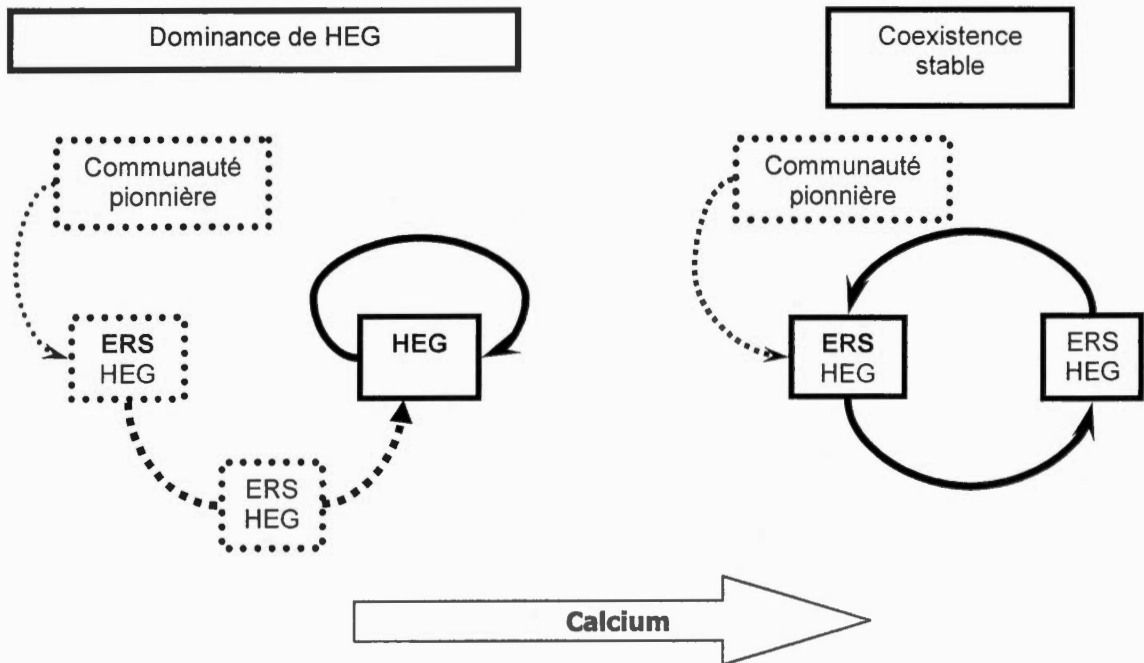 Dominance de HEG
Coexistence
stable
Communauté
pionnière
Communauté
pionnière
ERS
HEG
HEG
ERS
HEG
ERS
HEG
ERS
HEG
Calcium